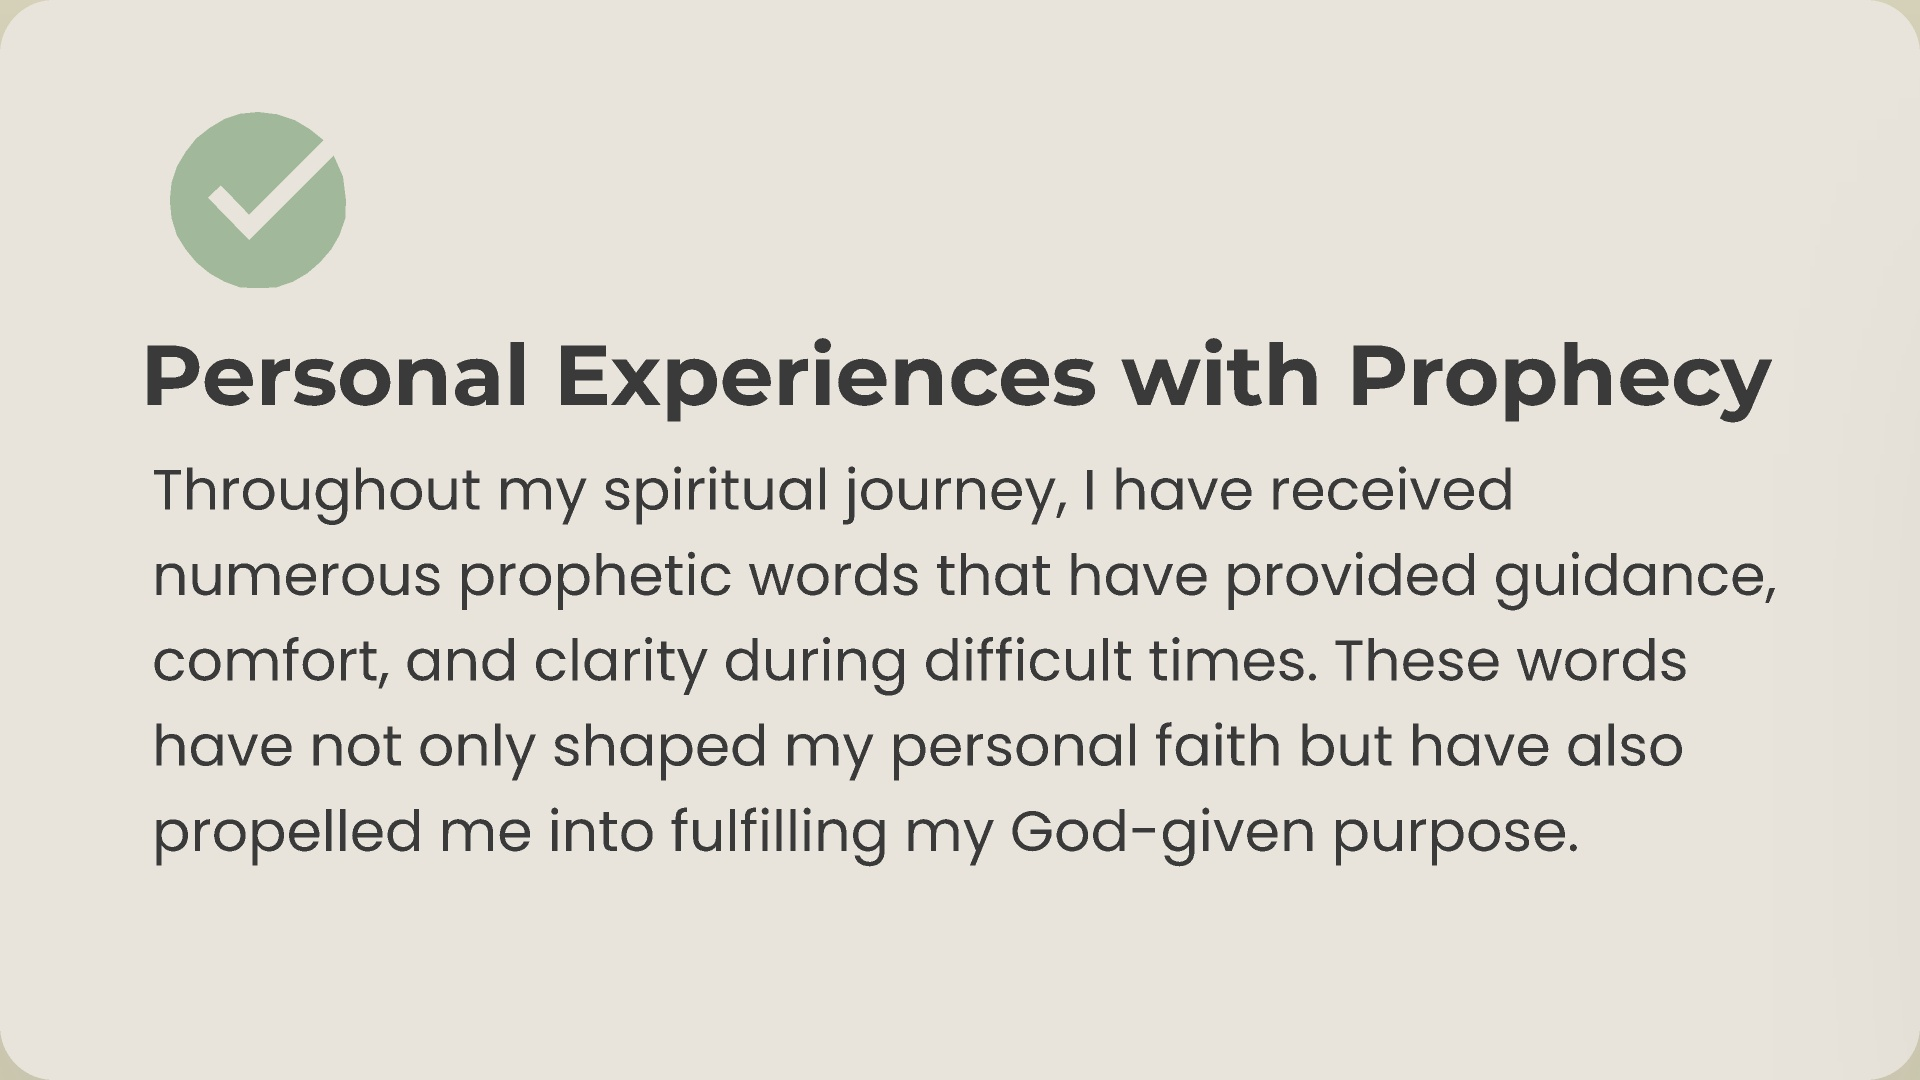 Personal Experiences with Prophecy
Throughout my spiritual journey, I have received
numerous prophetic words that have provided guidance,
comfort, and clarity during difficult times. These words
have not only shaped my personal faith but have also
propelled me into fulfilling my God-given purpose.